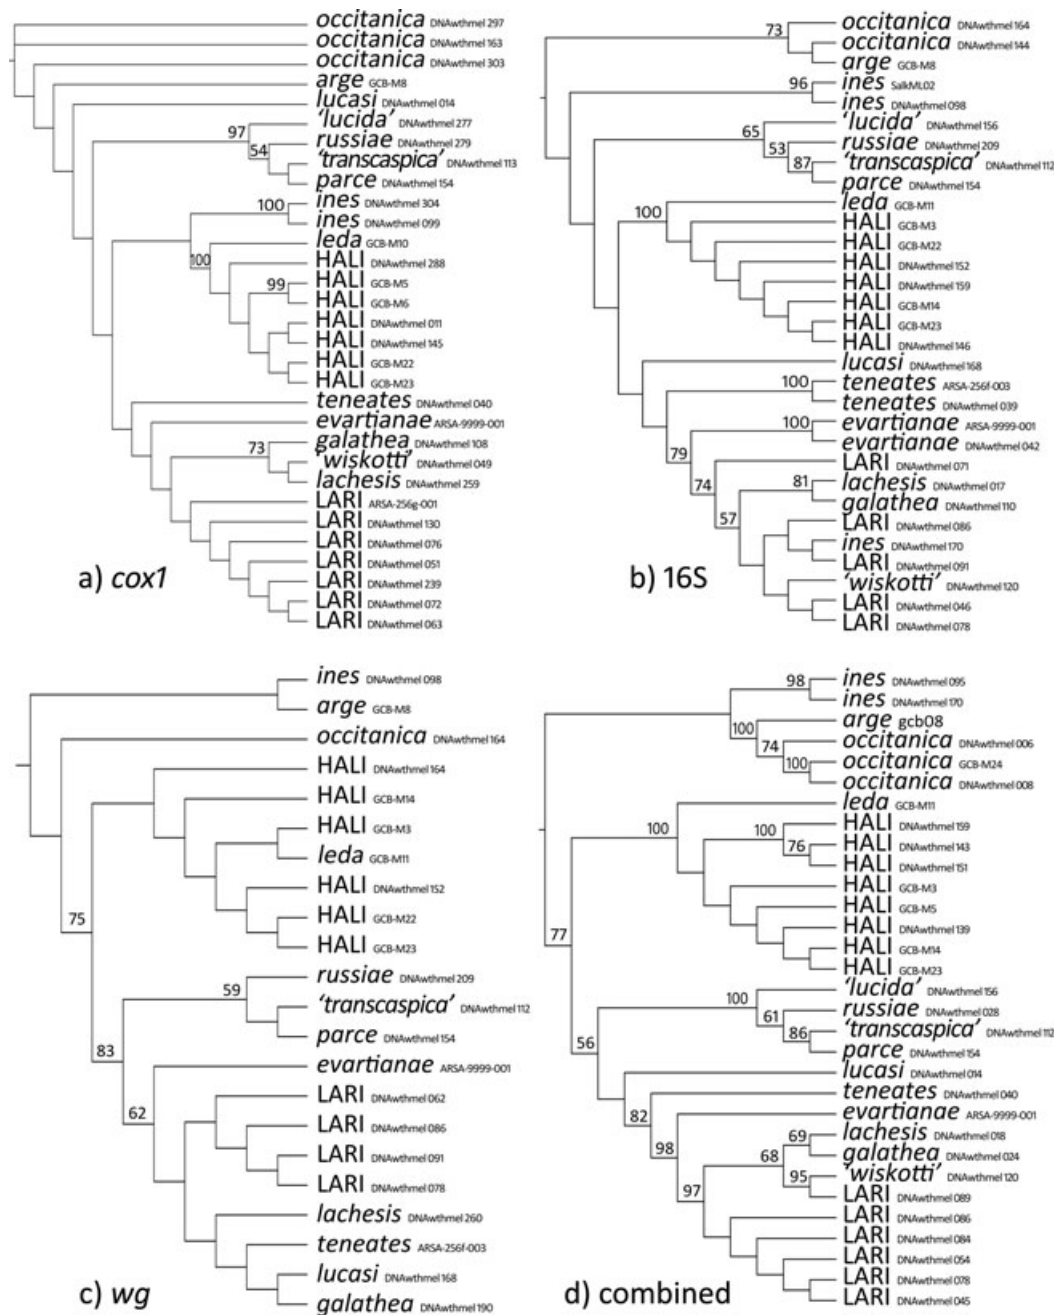 occitanica DNAwthmel 297
occitanica DNAwthmel 163
occitanica DNAwthmel 303
arge GCB-M8
lucasi DNAwthmel 014
'lucida' DNAwthmel 277
97
russiae DNAwthmel 279
54
'transcaspica' DNAwthmel 113
parce DNAwthmel 154
ines DNAwthmel 304
100
ines DNAwthmel 099
leda GCB-M10
100
HALI DNAwthmel 288
HALI GCB-M5
99
HALI GCB-M6
HALI DNAwthmel 011
HALI DNAwthmel 145
HALI GCB-M22
HALI GCB-M23
teneates DNAwthmel 040
evartianae ARSA-9999-001
galathea DNAwthmel 108
73
'wiskotti' DNAwthmel 049
lachesis DNAwthmel 259
LARI ARSA-256g-001
LARI DNAwthmel 130
LARI DNAwthmel 076
LARI DNAwthmel 051
LARI DNAwthmel 239
LARI DNAwthmel 072
LARI DNAwthmel 063
a) cox1
occitanica DNAwthmel 164
73
occitanica DNAwthmel 144
arge GCB-M8
ines SalkML02
96
ines DNAwthmel 098
'lucida' DNAwthmel 156
65
russiae DNAwthmel 209
53
'transcaspica' DNAwthmel 112
87
parce DNAwthmel 154
leda GCB-M11
100
HALI GCB-M3
HALI GCB-M22
HALI DNAwthmel 152
HALI DNAwthmel 159
HALI GCB-M14
HALI GCB-M23
HALI DNAwthmel 146
lucasi DNAwthmel 168
teneates ARSA-256f-003
100
teneates DNAwthmel 039
evartianae ARSA-9999-001
100
evartianae DNAwthmel 042
79
LARI DNAwthmel 071
74
lachesis DNAwthmel 017
81
galathea DNAwthmel 110
57
LARI DNAwthmel 086
ines DNAwthmel 170
LARI DNAwthmel 091
'wiskotti' DNAwthmel 120
LARI DNAwthmel 046
LARI DNAwthmel 078
b) 16S
ines DNAwthmel 098
arge GCB-M8
occitanica DNAwthmel 164
HALI DNAwthmel 164
HALI GCB-M14
HALI GCB-M3
leda GCB-M11
HALI DNAwthmel 152
HALI GCB-M22
75
HALI GCB-M23
russiae DNAwthmel 209
59
'transcaspica' DNAwthmel 112
parce DNAwthmel 154
83
evartianae ARSA-9999-001
LARI DNAwthmel 062
62
LARI DNAwthmel 086
LARI DNAwthmel 091
LARI DNAwthmel 078
lachesis DNAwthmel 260
teneates ARSA-256f-003
lucasi DNAwthmel 168
galathea DNAwthmel 190
c) wg
ines DNAwthmel 095
98
ines DNAwthmel 170
arge gcb08
100
occitanica DNAwthmel 006
74
occitanica GCB-M24
100
occitanica DNAwthmel 008
leda GCB-M11
100
HALI DNAwthmel 159
100
HALI DNAwthmel 143
76
HALI DNAwthmel 151
HALI GCB-M3
HALI GCB-M5
HALI DNAwthmel 139
77
HALI GCB-M14
HALI GCB-M23
'lucida' DNAwthmel 156
100
russiae DNAwthmel 028
61
'transcaspica' DNAwthmel 112
86
parce DNAwthmel 154
56
lucasi DNAwthmel 014
teneates DNAwthmel 040
82
evartianae ARSA-9999-001
lachesis DNAwthmel 018
69
galathea DNAwthmel 024
98
68
'wiskotti' DNAwthmel 120
95
LARI DNAwthmel 089
97
LARI DNAwthmel 086
LARI DNAwthmel 084
LARI DNAwthmel 054
LARI DNAwthmel 078
LARI DNAwthmel 045
d) combined